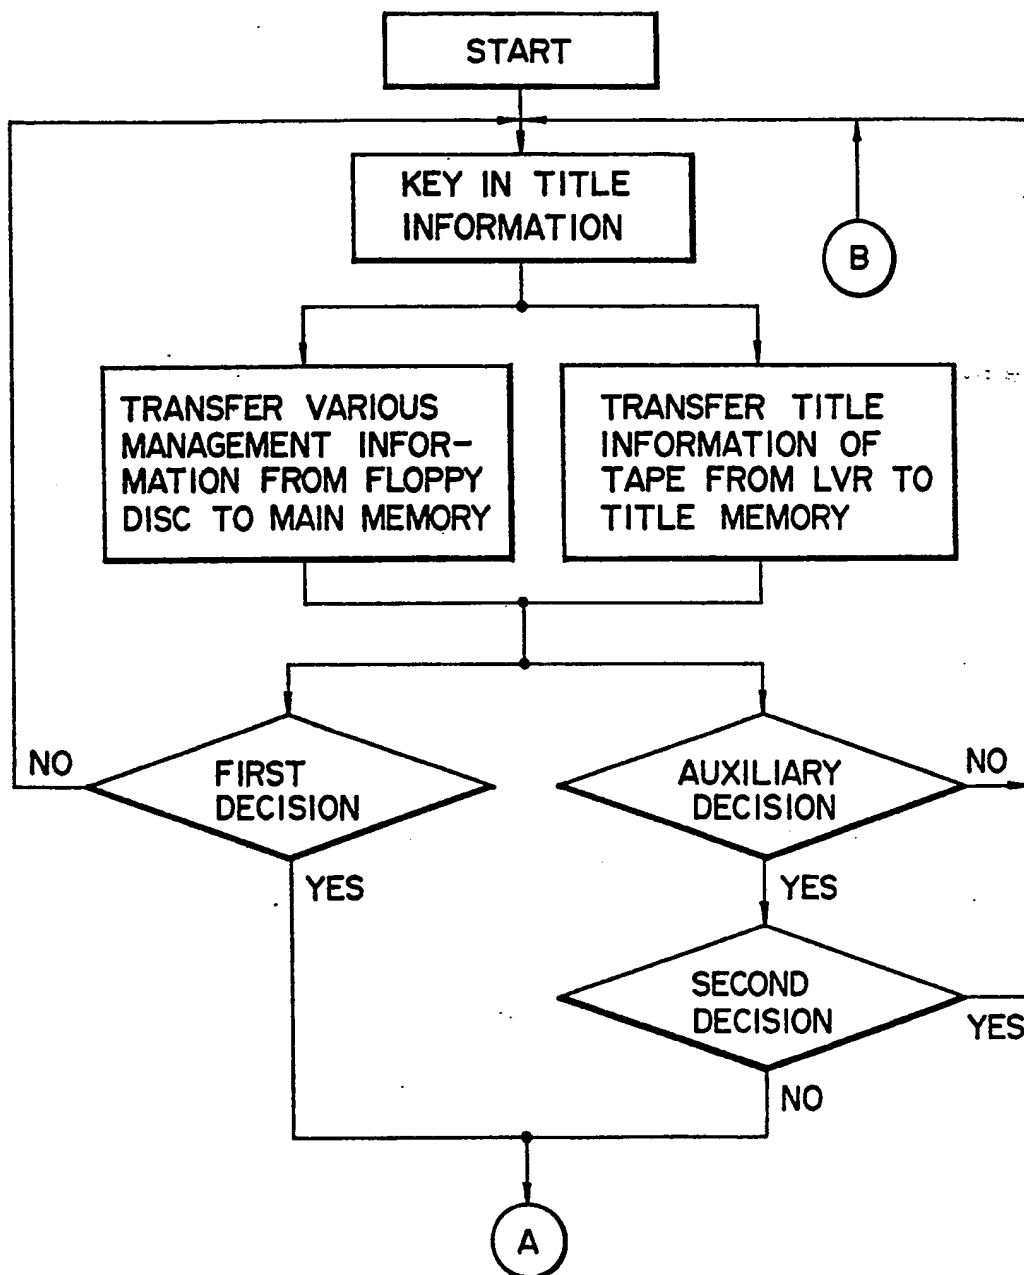 START
KEY IN TITLE
INFORMATION
B
TRANSFER VARIOUS
MANAGEMENT INFOR-
MATION FROM FLOPPY
DISC TO MAIN MEMORY
TRANSFER TITLE
INFORMATION OF
TAPE FROM LVR TO
TITLE MEMORY
NO
FIRST
DECISION
YES
AUXILIARY
DECISION
NO
YES
SECOND
DECISION
YES
NO
A